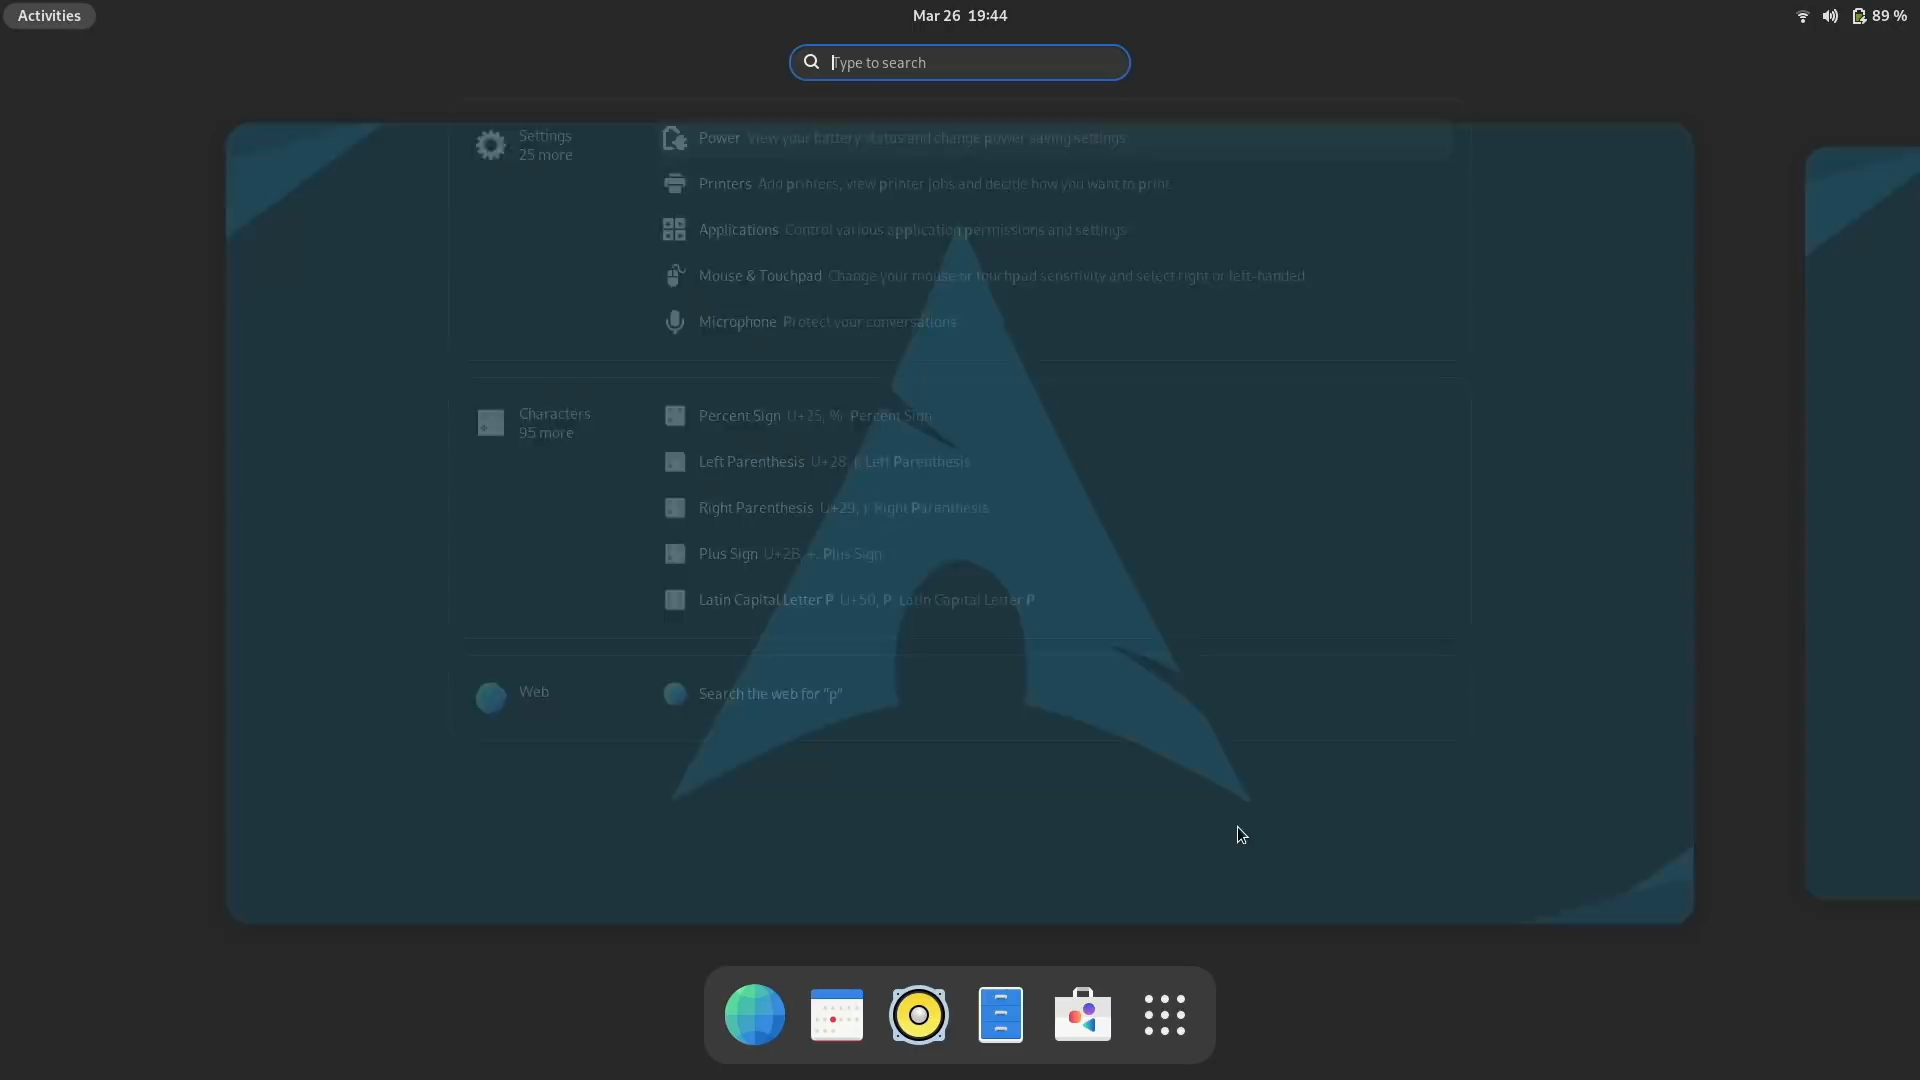 Activities
Mar 26 19:44
89 %
Type to search
Settings
25 more
Power View your battery status and change power saving settings
Printers Add printers, view printer jobs and decide how you want to print
Applications Control various application permissions and settings
Mouse & Touchpad Change your mouse or touchpad sensitivity and select right or left-handed
Microphone Protect your conversations
Characters
95 more
Percent Sign U+25, %: Percent Sign
Left Parenthesis U+28, (: Left Parenthesis
Right Parenthesis U+29, ): Right Parenthesis
Plus Sign U+2B, +: Plus Sign
Latin Capital Letter P U+50, P: Latin Capital Letter P
Web
Search the web for “p”